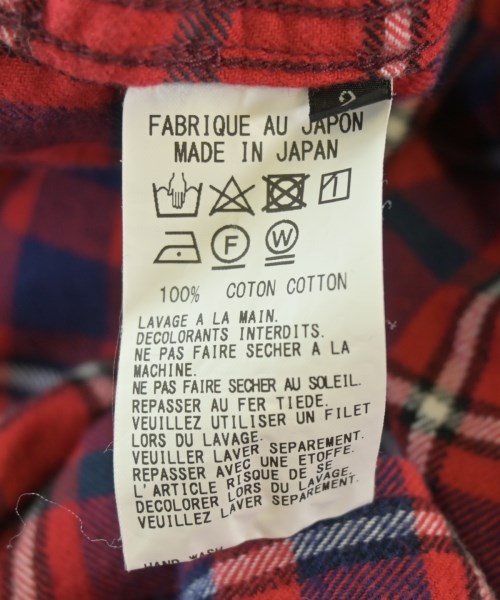 FABRIQUE AU JAPON
MADE IN JAPAN
F W
100% COTON COTTON
LAVAGE A LA MAIN.
DECOLORANTS INTERDITS.
NE PAS FAIRE SECHER A LA
MACHINE.
NE PAS FAIRE SECHER AU SOLEIL.
REPASSER AU FER TIEDE.
VEUILLEZ UTILISER UN FILET
LORS DU LAVAGE.
VEUILLER LAVER SEPAREMENT.
REPASSER AVEC UNE ETOFFE.
L'ARTICLE RISQUE DE SE
DECOLORER LORS DU LAVAGE,
VEUILLEZ LAVER SEPAREMENT.
HAND WASH